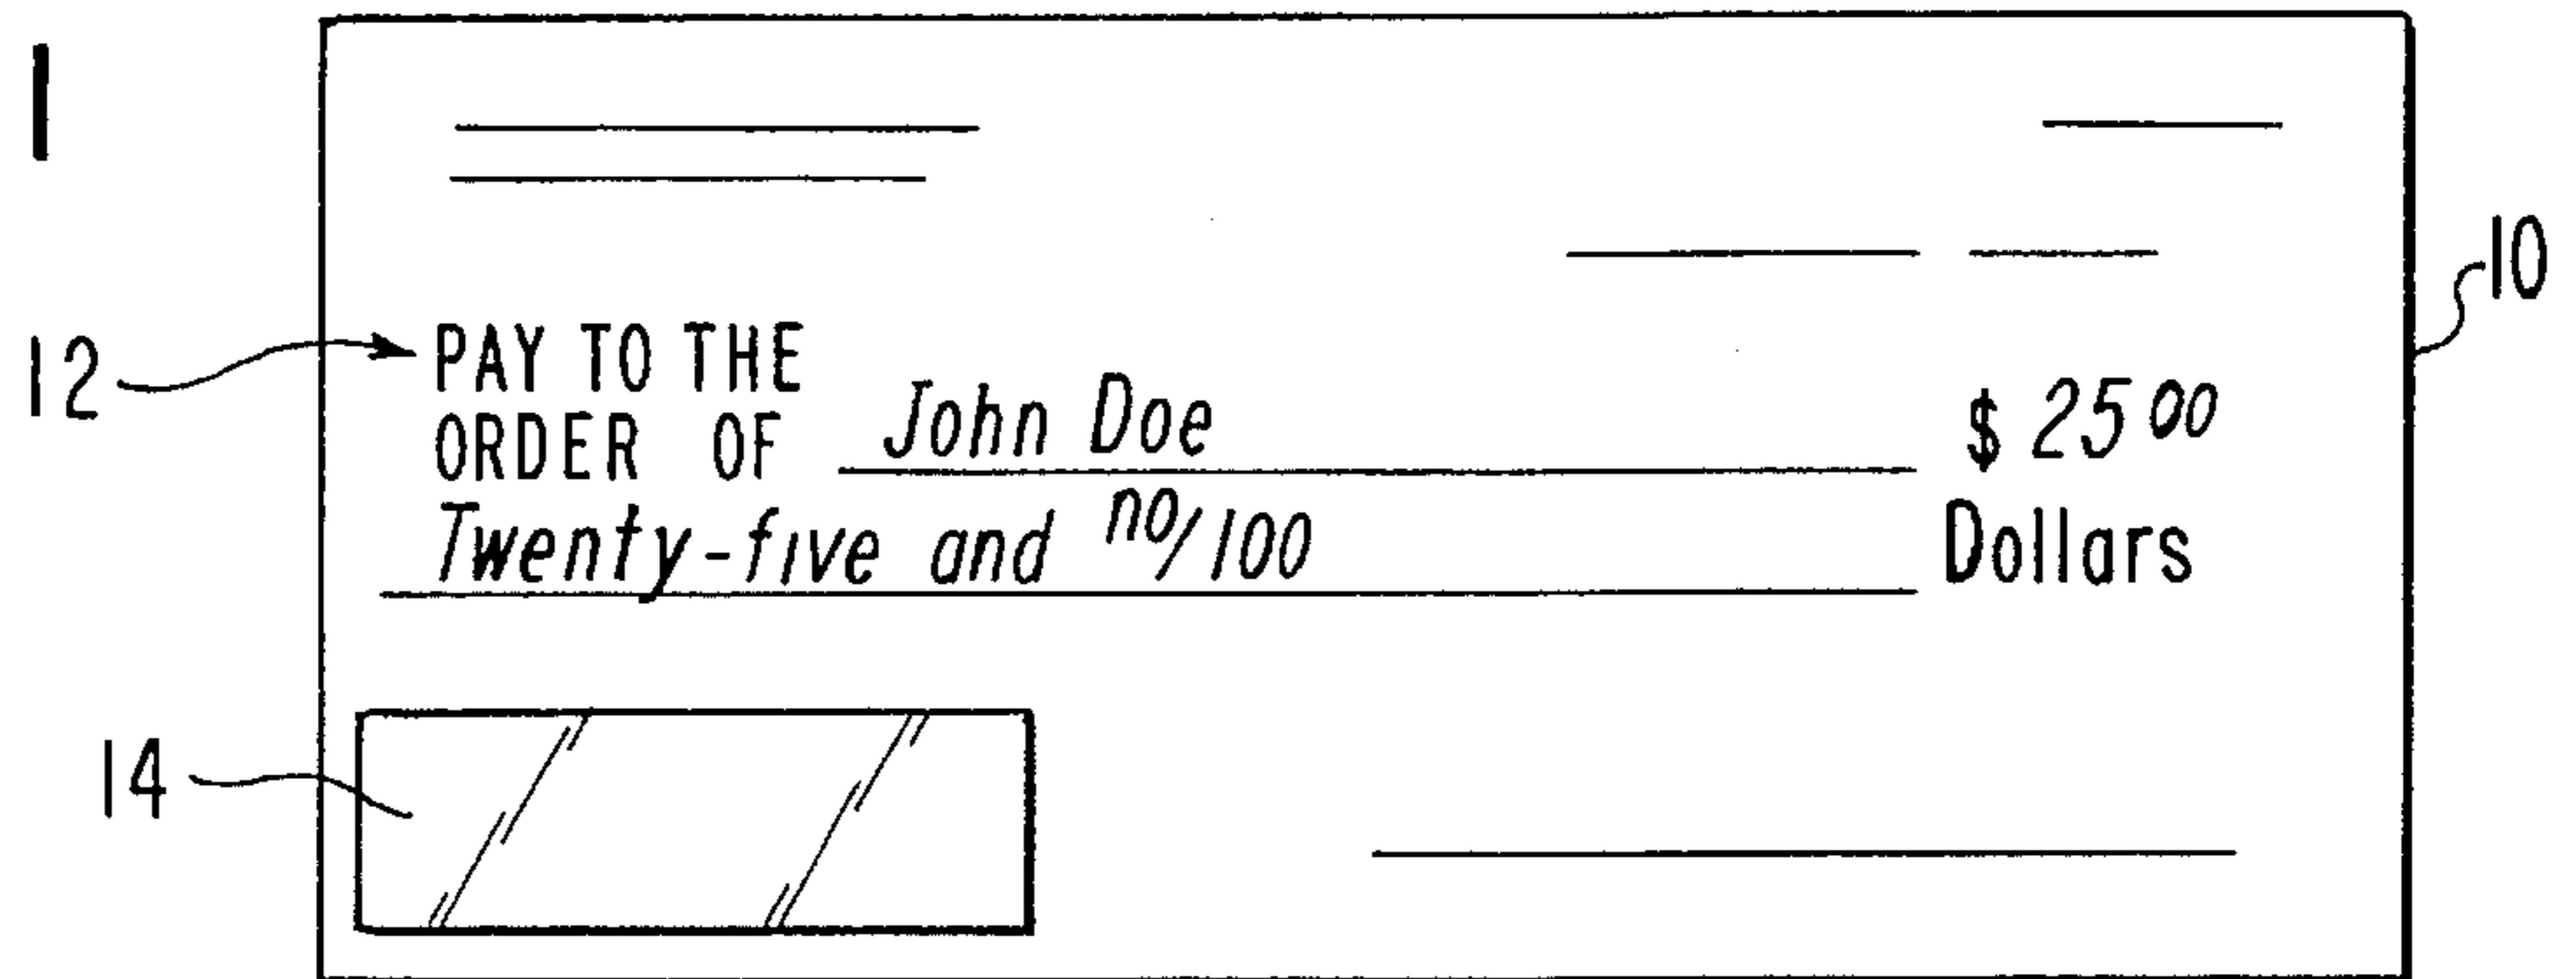 1
10
12 PAY TO THE
ORDER OF John Doe $ 25 00
Twenty-five and no/100 Dollars
14